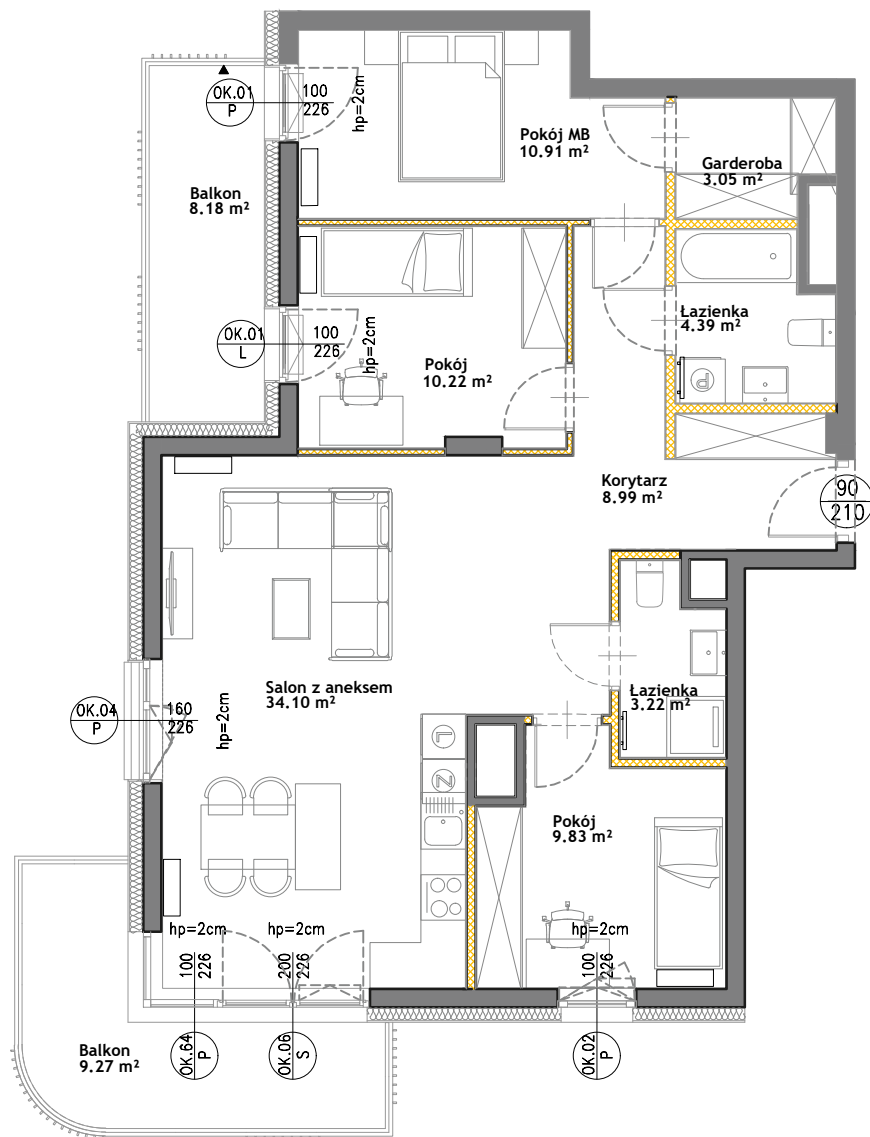 OK.01
P
100
226
hp=2cm
Pokój MB
10.91 m²
Garderoba
3.05 m²
Balkon
8.18 m²
OK.01
L
100
226
hp=2cm
Pokój
10.22 m²
Łazienka
4.39 m²
P
Korytarz
8.99 m²
90
210
Salon z aneksem
34.10 m²
hp=2cm
OK.04
P
160
226
Łazienka
3.22 m²
L
Z
Pokój
9.83 m²
hp=2cm
hp=2cm
hp=2cm
100
226
200
226
100
226
OK.64
P
OK.06
S
OK.02
P
Balkon
9.27 m²